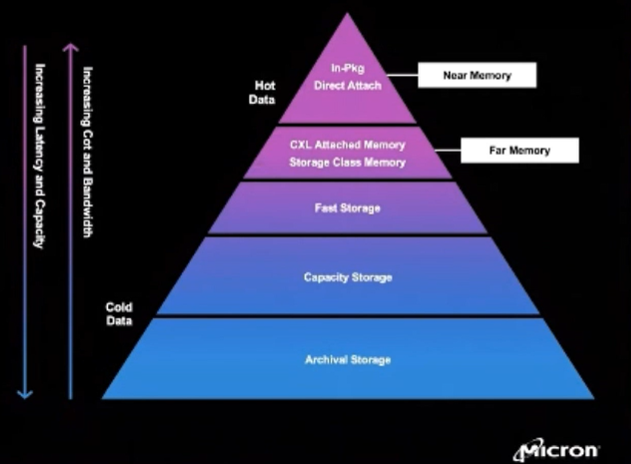 In-Pkg
Direct Attach
Near Memory
Hot
Data
CXL Attached Memory
Storage Class Memory
Far Memory
Fast Storage
Capacity Storage
Cold
Data
Archival Storage
Increasing Latency and Capacity
Increasing Cot and Bandwidth
Micron